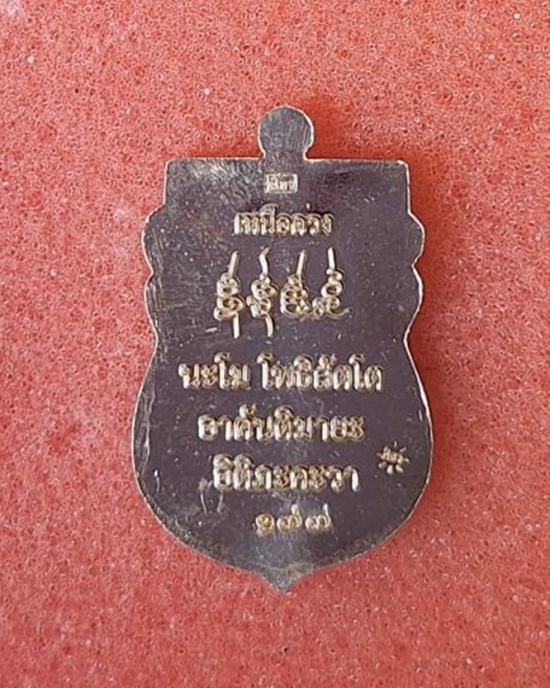 เหนือดวง
นะโม โพธิสัตโต
อาคันติมายะ
อิติภะคะวา
๑๗๗